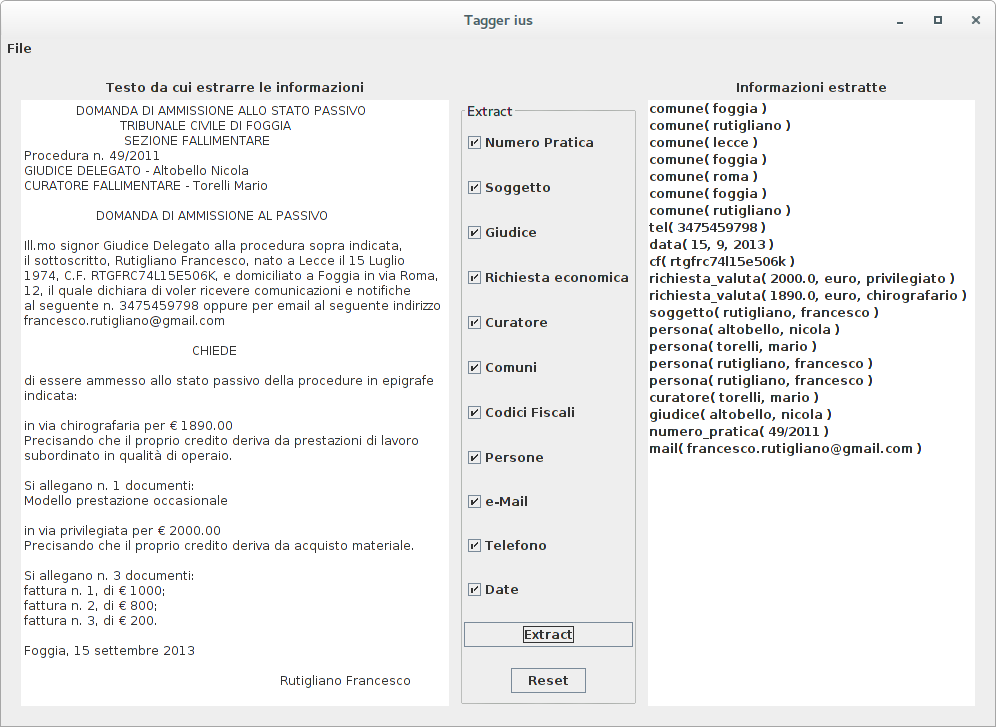 Tagger ius
File
Testo da cui estrarre le informazioni
DOMANDA DI AMMISSIONE ALLO STATO PASSIVO
TRIBUNALE CIVILE DI FOGGIA
SEZIONE FALLIMENTARE
Procedura n. 49/2011
GIUDICE DELEGATO - Altobello Nicola
CURATORE FALLIMENTARE - Torelli Mario
DOMANDA DI AMMISSIONE AL PASSIVO
Ill.mo signor Giudice Delegato alla procedura sopra indicata,
il sottoscritto, Rutigliano Francesco, nato a Lecce il 15 Luglio
1974, C.F. RTGFRC74L15E506K, e domiciliato a Foggia in via Roma,
12, il quale dichiara di voler ricevere comunicazioni e notifiche
al seguente n. 3475459798 oppure per email al seguente indirizzo
francesco.rutigliano@gmail.com
CHIEDE
di essere ammesso allo stato passivo della procedure in epigrafe
indicata:
in via chirografaria per € 1890.00
Precisando che il proprio credito deriva da prestazioni di lavoro
subordinato in qualità di operaio.
Si allegano n. 1 documenti:
Modello prestazione occasionale
in via privilegiata per € 2000.00
Precisando che il proprio credito deriva da acquisto materiale.
Si allegano n. 3 documenti:
fattura n. 1, di € 1000;
fattura n. 2, di € 800;
fattura n. 3, di € 200.
Foggia, 15 settembre 2013
Rutigliano Francesco
Extract
Numero Pratica
Soggetto
Giudice
Richiesta economica
Curatore
Comuni
Codici Fiscali
Persone
e-Mail
Telefono
Date
Extract
Reset
Informazioni estratte
comune( foggia )
comune( rutigliano )
comune( lecce )
comune( foggia )
comune( roma )
comune( foggia )
comune( rutigliano )
tel( 3475459798 )
data( 15, 9, 2013 )
cf( rtgfrc74l15e506k )
richiesta_valuta( 2000.0, euro, privilegiato )
richiesta_valuta( 1890.0, euro, chirografario )
soggetto( rutigliano, francesco )
persona( altobello, nicola )
persona( torelli, mario )
persona( rutigliano, francesco )
persona( rutigliano, francesco )
curatore( torelli, mario )
giudice( altobello, nicola )
numero_pratica( 49/2011 )
mail( francesco.rutigliano@gmail.com )